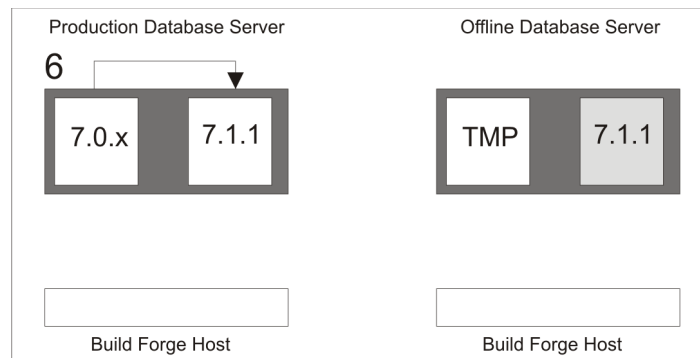 Production Database Server
Offline Database Server
6
7.0.x
7.1.1
TMP
7.1.1
Build Forge Host
Build Forge Host